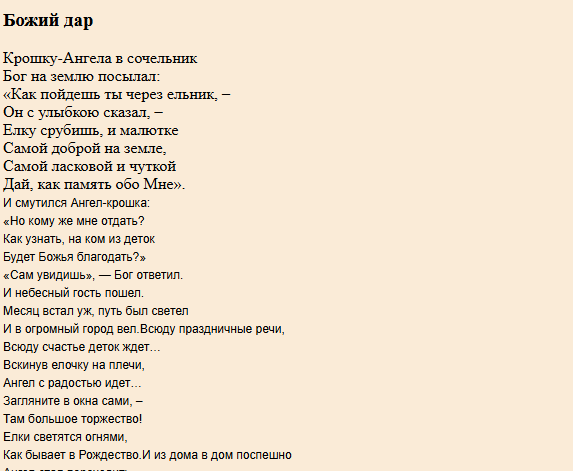 Божий дар
Крошку-Ангела в сочельник
Бог на землю посылал:
«Как пойдешь ты через ельник, –
Он с улыбкою сказал, –
Елку срубишь, и малютке
Самой доброй на земле,
Самой ласковой и чуткой
Дай, как память обо Мне».
И смутился Ангел-крошка:
«Но кому же мне отдать?
Как узнать, на ком из деток
Будет Божья благодать?»
«Сам увидишь», — Бог ответил.
И небесный гость пошел.
Месяц встал уж, путь был светел
И в огромный город вел.Всюду праздничные речи,
Всюду счастье деток ждет…
Вскинув елочку на плечи,
Ангел с радостью идет…
Загляните в окна сами, –
Там большое торжество!
Елки светятся огнями,
Как бывает в Рождество.И из дома в дом поспешно